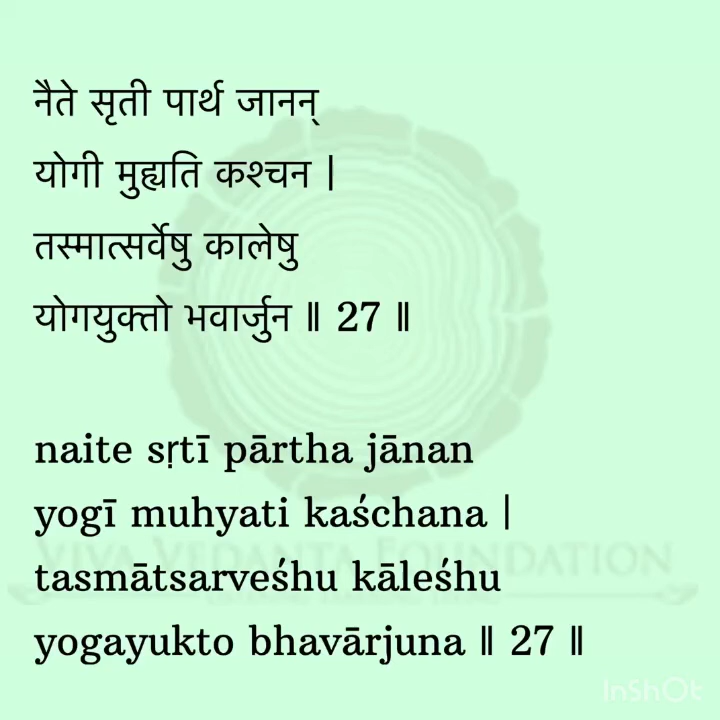 नैते सृती पार्थ जानन्
योगी मुह्यति कश्चन |
तस्मात्सर्वेषु कालेषु
योगयुक्तो भवार्जुन || 27 ||
naite sṛtī pārtha jānan
yogī muhyati kaśchana |
VIVA VEDANTA FOUNDATION
tasmātsarveśhu kāleśhu
yogayukto bhavārjuna || 27 ||
InShOt